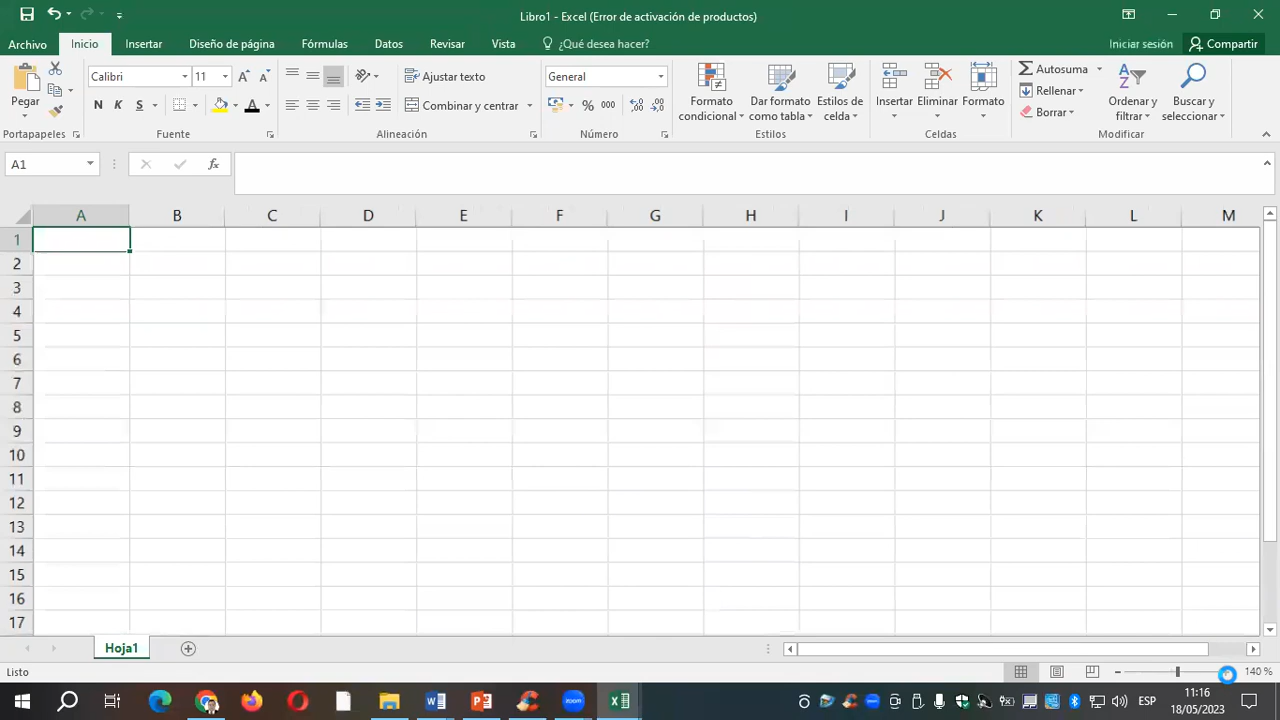 Libro1 - Excel (Error de activación de productos)
Archivo Inicio Insertar Diseño de página Fórmulas Datos Revisar Vista ¿Qué desea hacer? Iniciar sesión Compartir
Pegar
Calibri 11
N K S
Ajustar texto
Combinar y centrar
General
% 000
Formato condicional
Dar formato como tabla
Estilos de celda
Insertar Eliminar Formato
Autosuma
Rellenar
Borrar
Ordenar y filtrar
Buscar y seleccionar
Portapapeles Fuente Alineación Número Estilos Celdas Modificar
A1 fx
A B C D E F G H I J K L M
1
2
3
4
5
6
7
8
9
10
11
12
13
14
15
16
17
Hoja1
Listo 140 %
ESP 11:16
18/05/2023